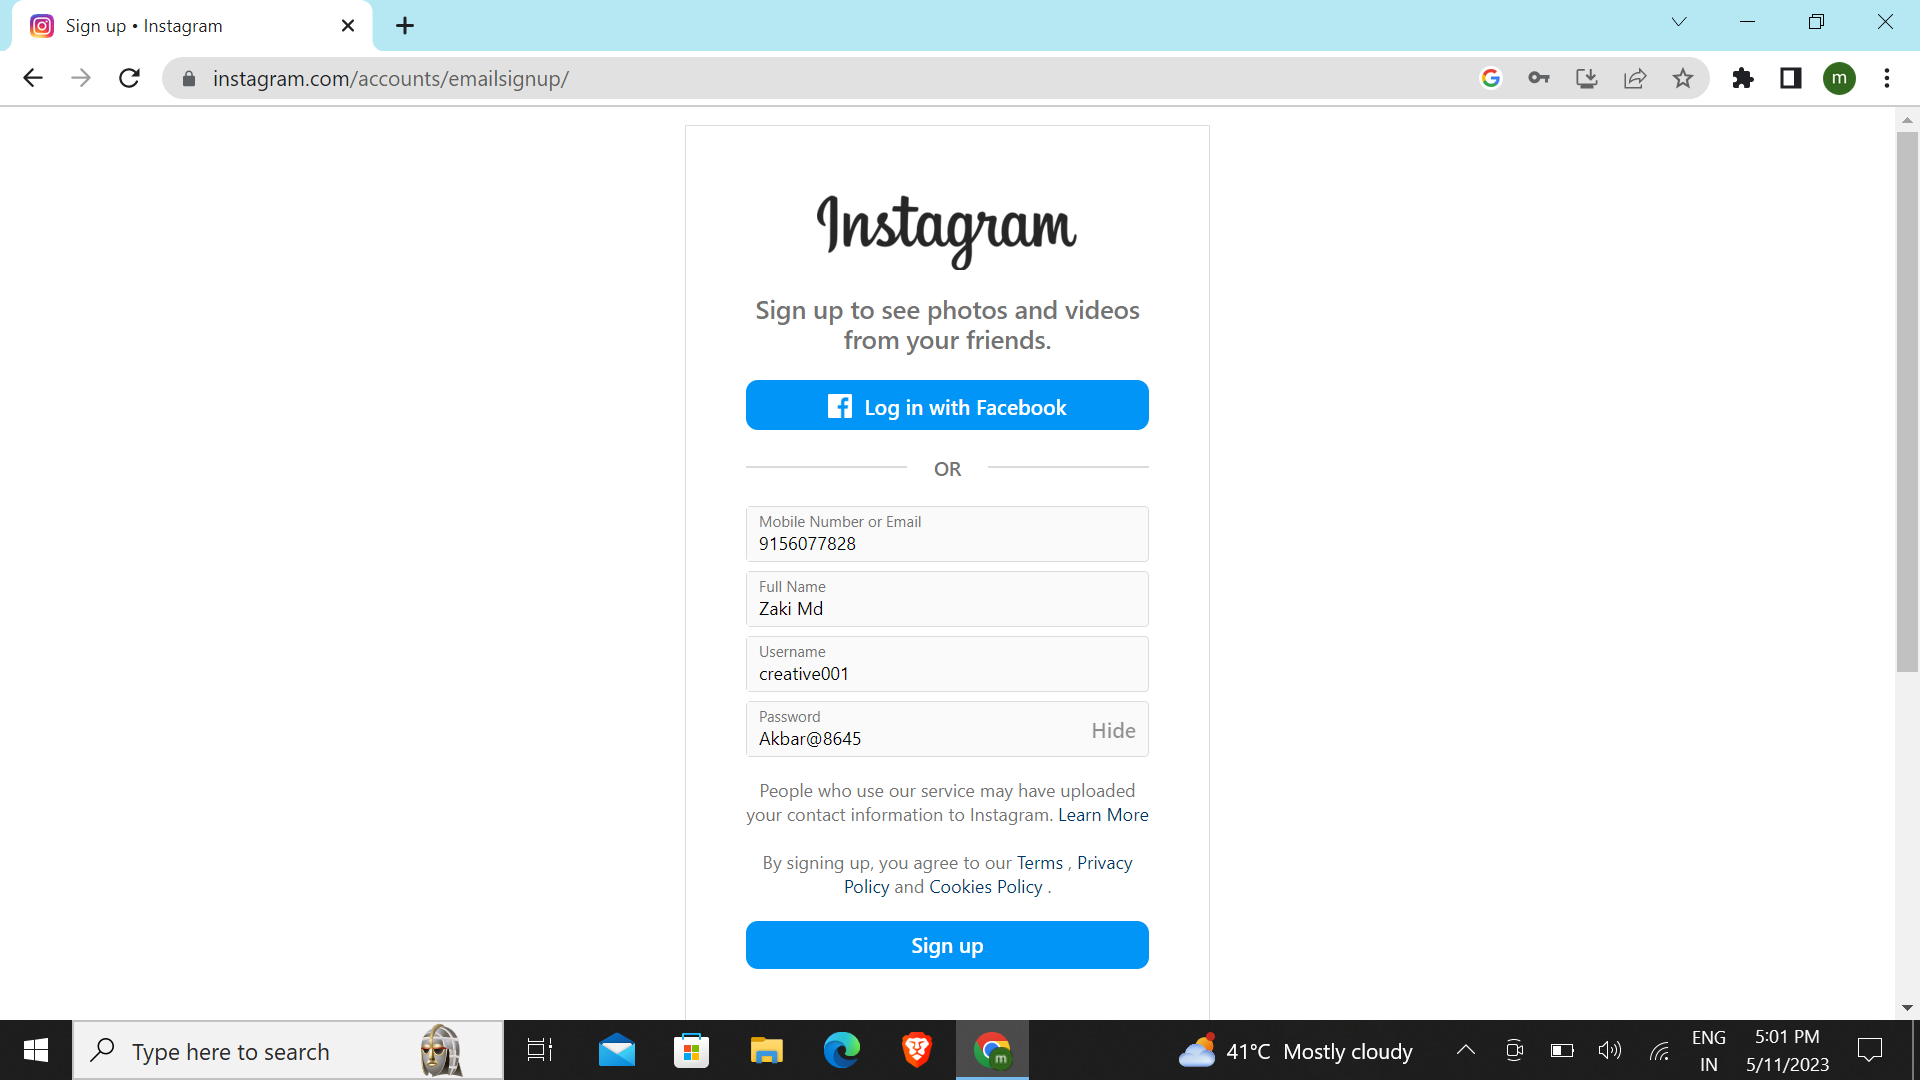 Sign up • Instagram
instagram.com/accounts/emailsignup/
m
Instagram
Sign up to see photos and videos
from your friends.
Log in with Facebook
OR
Mobile Number or Email
9156077828
Full Name
Zaki Md
Username
creative001
Password
Akbar@8645
Hide
People who use our service may have uploaded
your contact information to Instagram. Learn More
By signing up, you agree to our Terms , Privacy
Policy and Cookies Policy .
Sign up
Type here to search
m
41°C Mostly cloudy
ENG
IN
5:01 PM
5/11/2023